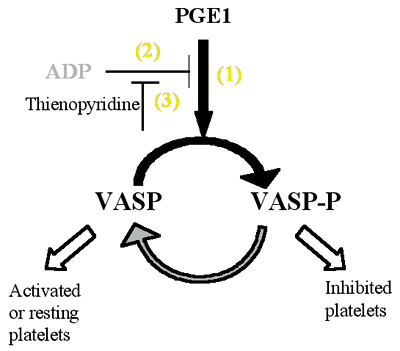 PGE1
(2)
ADP
(1)
(3)
Thienopyridine
VASP
VASP-P
Activated
or resting
platelets
Inhibited
platelets